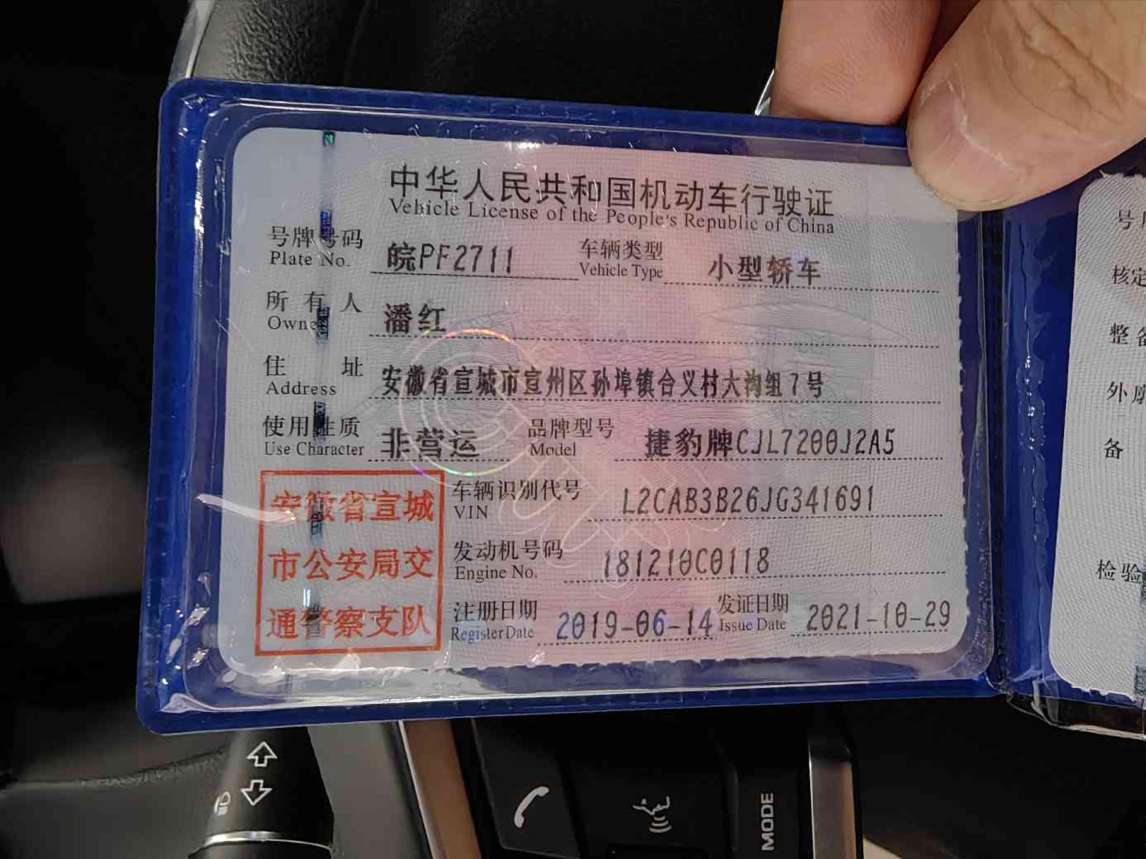 中华人民共和国机动车行驶证
Vehicle License of the People's Republic of China
号牌号码 皖PF2711 车辆类型 小型轿车
Plate No. Vehicle Type
所有人 潘红
Owner
住址 安徽省宣城市宣州区孙埠镇合义村大沟组7号
Address
使用性质 非营运 品牌型号 捷豹牌CJL7200J2A5
Use Character Model
安徽省宣城
市公安局交
通警察支队
车辆识别代号 L2CAB3B26JG341691
VIN
发动机号码 181210C0118
Engine No.
注册日期 2019-06-14 发证日期 2021-10-29
Register Date Issue Date
号
核定
整备
外廓
备
检验
MODE